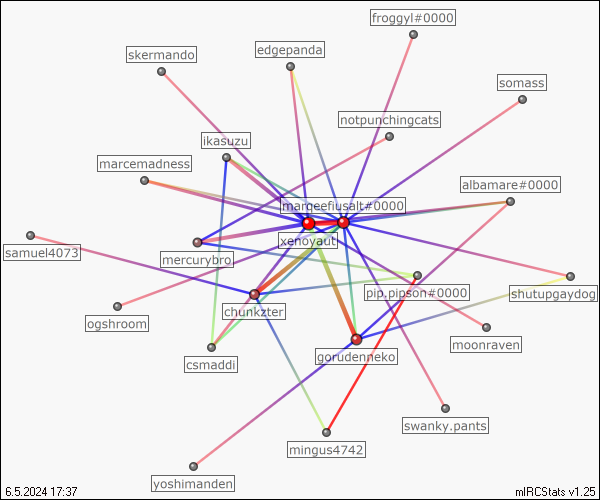 froggyl#0000
edgepanda
skermando
somass
notpunchingcats
ikasuzu
marcemadness
albamare#0000
marqeefiusalt#0000
xenoyaut
samuel4073
mercurybro
pip.pipson#0000
shutupgaydog
chunkzter
ogshroom
moonraven
csmaddi
gorudenneko
swanky.pants
mingus4742
yoshimanden
6.5.2024 17:37
mIRCStats v1.25